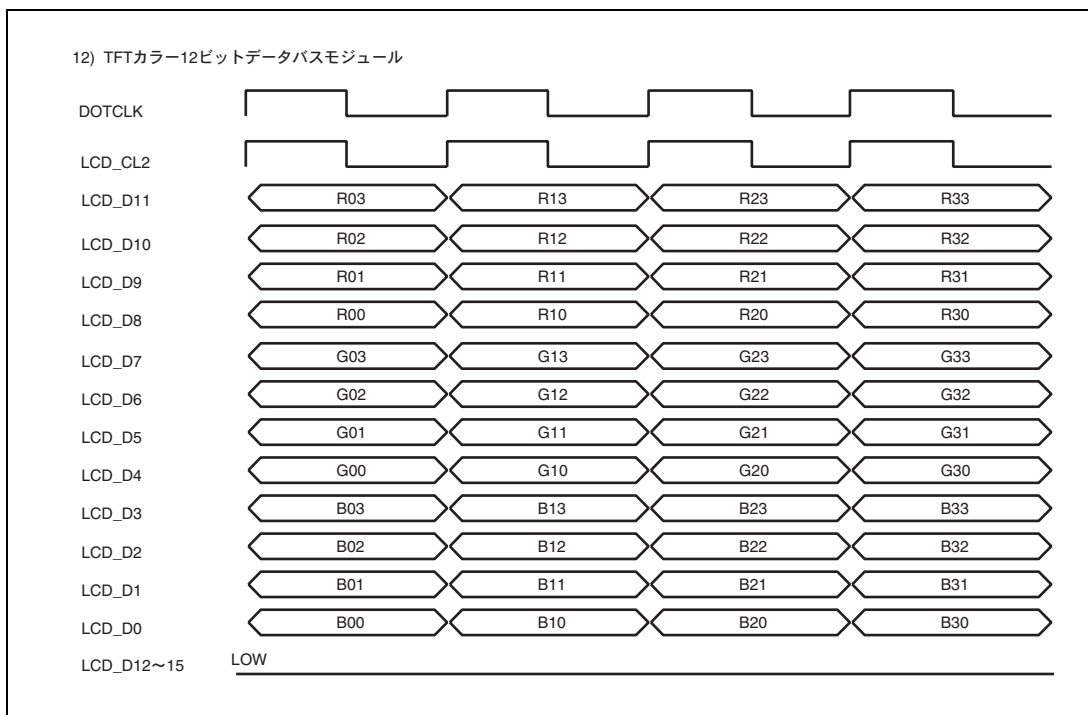 12) TFTカラー12ビットデータバスモジュール
DOTCLK
LCD_CL2
LCD_D11 R03 R13 R23 R33
LCD_D10 R02 R12 R22 R32
LCD_D9 R01 R11 R21 R31
LCD_D8 R00 R10 R20 R30
LCD_D7 G03 G13 G23 G33
LCD_D6 G02 G12 G22 G32
LCD_D5 G01 G11 G21 G31
LCD_D4 G00 G10 G20 G30
LCD_D3 B03 B13 B23 B33
LCD_D2 B02 B12 B22 B32
LCD_D1 B01 B11 B21 B31
LCD_D0 B00 B10 B20 B30
LCD_D12～15 LOW